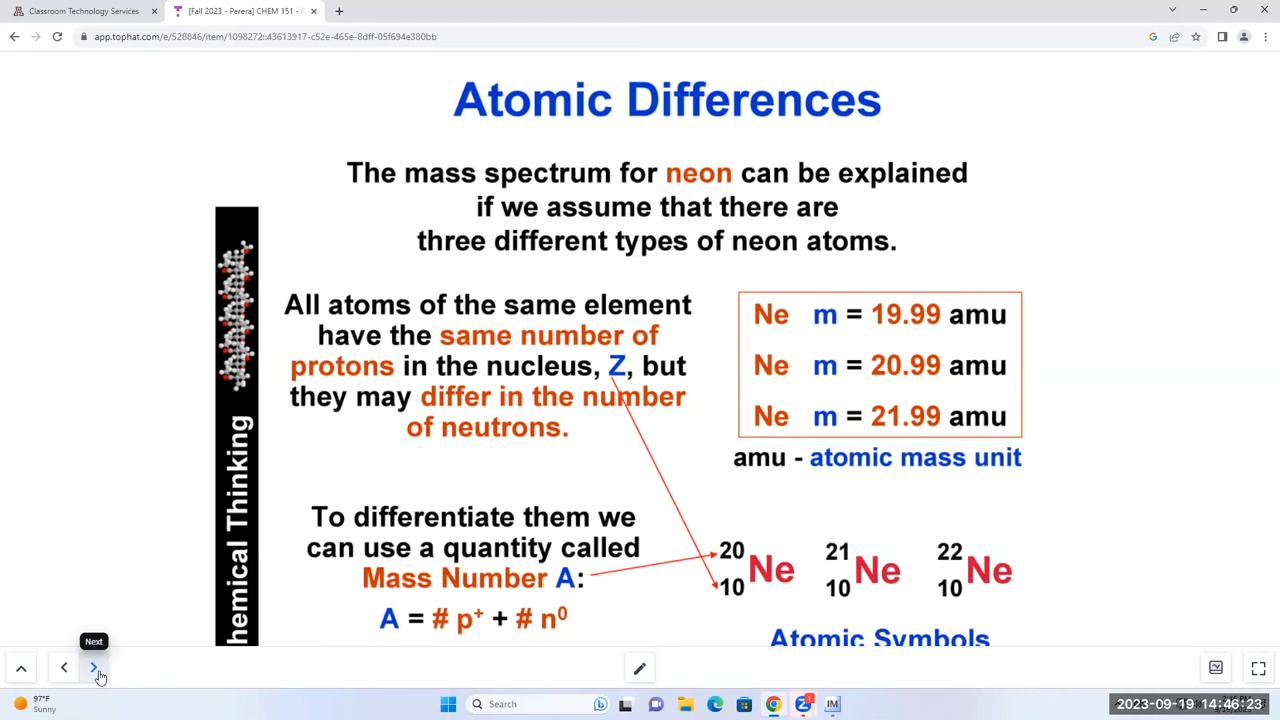 Classroom Technology Services
[Fall 2023 - Perera] CHEM 151 - G
app.tophat.com/e/528846/item/1098272::43613917-c52e-465e-8dff-05f694e380bb
Atomic Differences
The mass spectrum for neon can be explained
if we assume that there are
three different types of neon atoms.
All atoms of the same element
have the same number of
protons in the nucleus, Z, but
they may differ in the number
of neutrons.
Ne m = 19.99 amu
Ne m = 20.99 amu
Ne m = 21.99 amu
amu - atomic mass unit
To differentiate them we
can use a quantity called
Mass Number A:
A = # p⁺ + # n⁰
20
10 Ne
21
10 Ne
22
10 Ne
Atomic Symbols
hemical Thinking
Next
97°F
Sunny
Search
2023-09-19 14:46:23